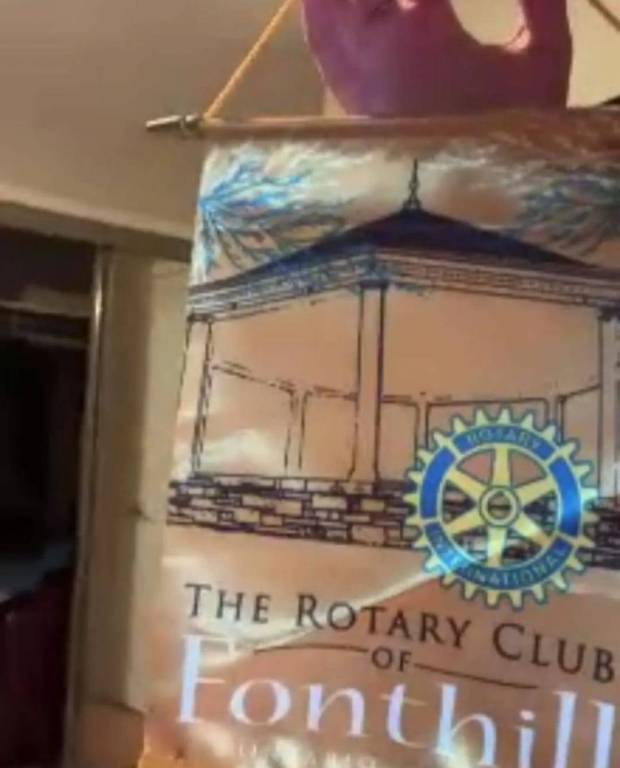 ROTARY
INTERNATIONAL
THE ROTARY CLUB
OF
Fonthill